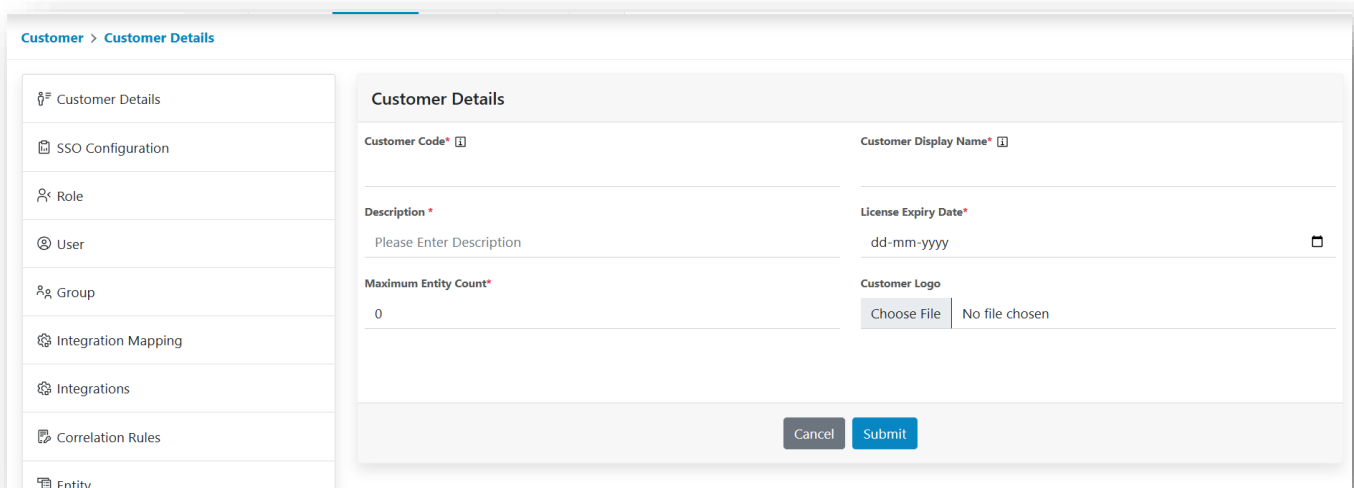 Customer > Customer Details
Customer Details
SSO Configuration
Role
User
Group
Integration Mapping
Integrations
Correlation Rules
Entity
Customer Details
Customer Code* Customer Display Name*
Description * License Expiry Date*
Please Enter Description dd-mm-yyyy
Maximum Entity Count* Customer Logo
0 Choose File No file chosen
Cancel Submit